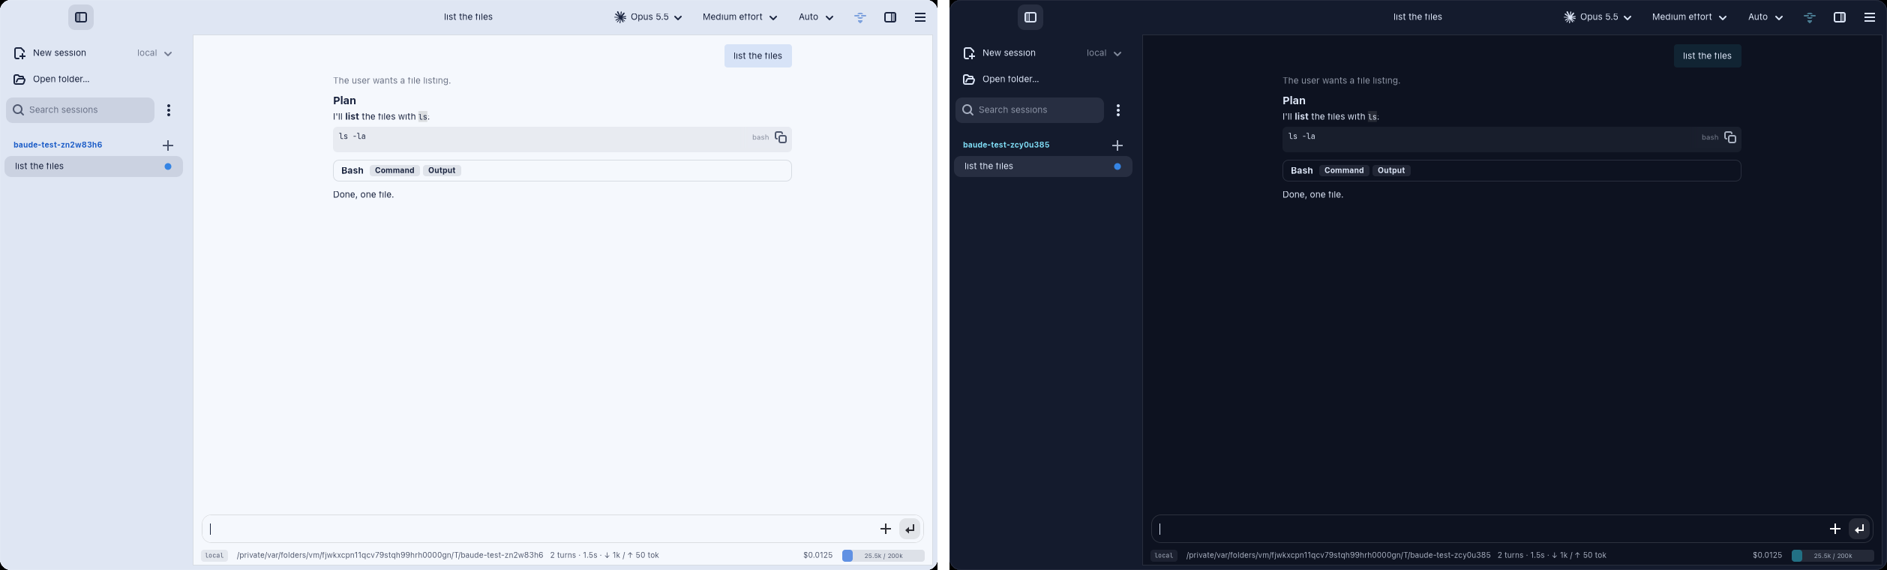 list the files
Opus 5.5
Medium effort
Auto
New session
local
Open folder...
Search sessions
baude-test-zn2w83h6
list the files
list the files
The user wants a file listing.
Plan
I'll list the files with ls.
ls -la
bash
Bash Command Output
Done, one file.
local /private/var/folders/vm/fjwkxcpn11qcv79stqh99hrh0000gn/T/baude-test-zn2w83h6 2 turns · 1.5s · ↓ 1k / ↑ 50 tok $0.0125 25.5k / 200k
list the files
Opus 5.5
Medium effort
Auto
New session
local
Open folder...
Search sessions
baude-test-zcy0u385
list the files
list the files
The user wants a file listing.
Plan
I'll list the files with ls.
ls -la
bash
Bash Command Output
Done, one file.
local /private/var/folders/vm/fjwkxcpn11qcv79stqh99hrh0000gn/T/baude-test-zcy0u385 2 turns · 1.5s · ↓ 1k / ↑ 50 tok $0.0125 25.5k / 200k